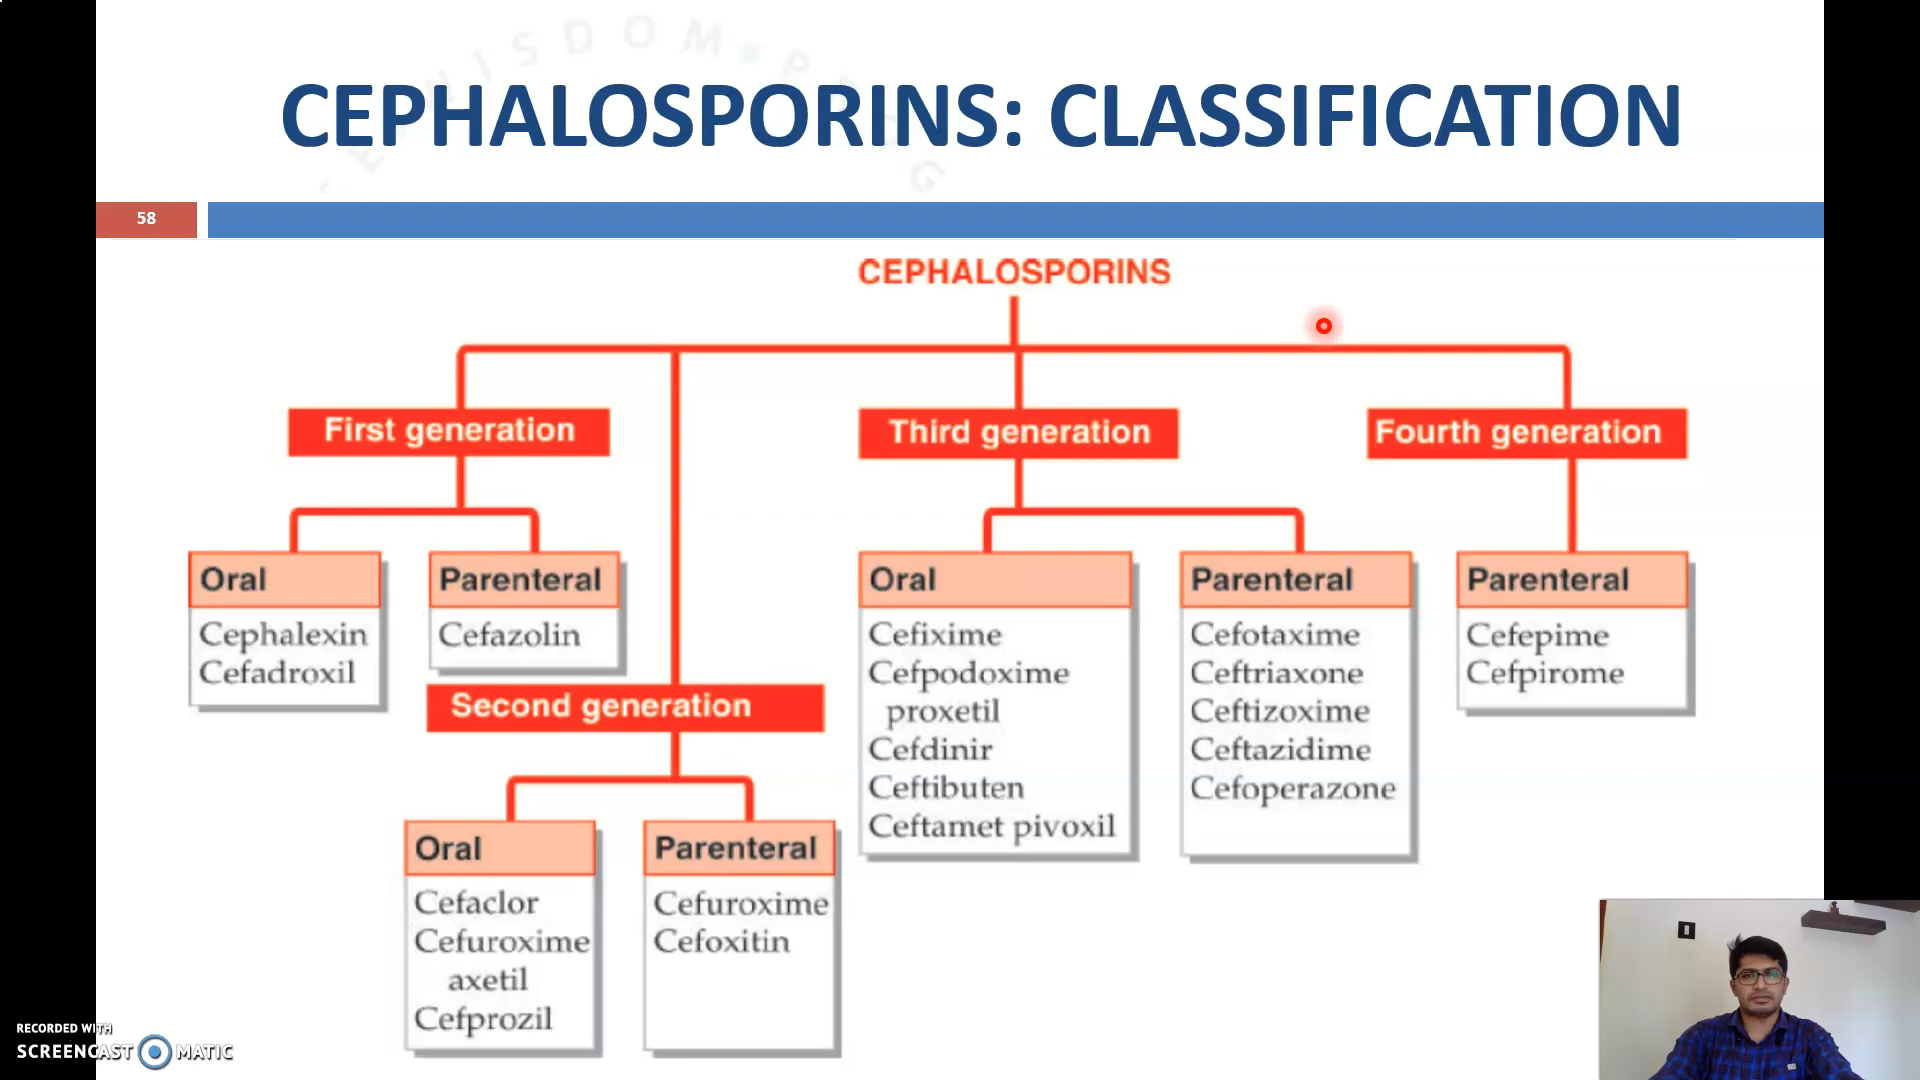 WISDOM
CEPHALOSPORINS: CLASSIFICATION
58
CEPHALOSPORINS
First generation
Oral
Cephalexin
Cefadroxil
Parenteral
Cefazolin
Second generation
Oral
Cefaclor
Cefuroxime
axetil
Cefprozil
Parenteral
Cefuroxime
Cefoxitin
Third generation
Oral
Cefixime
Cefpodoxime
proxetil
Cefdinir
Ceftibuten
Ceftamet pivoxil
Parenteral
Cefotaxime
Ceftriaxone
Ceftizoxime
Ceftazidime
Cefoperazone
Fourth generation
Parenteral
Cefepime
Cefpirome
RECORDED WITH
SCREENCAST MATIC